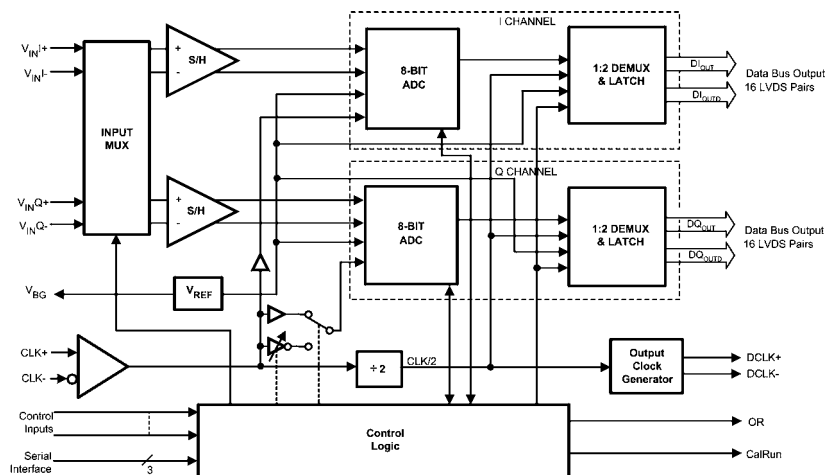 I CHANNEL
VINI+
VINI-
INPUT
MUX
+
-
S/H
8-BIT
ADC
1:2 DEMUX
& LATCH
DIOUT
DIOUTD
Data Bus Output
16 LVDS Pairs
Q CHANNEL
VINQ+
VINQ-
+
-
S/H
8-BIT
ADC
1:2 DEMUX
& LATCH
DQOUT
DQOUTD
Data Bus Output
16 LVDS Pairs
VBG
VREF
CLK+
CLK-
÷2
CLK/2
Output
Clock
Generator
DCLK+
DCLK-
Control
Inputs
Serial
Interface
3
Control
Logic
OR
CalRun